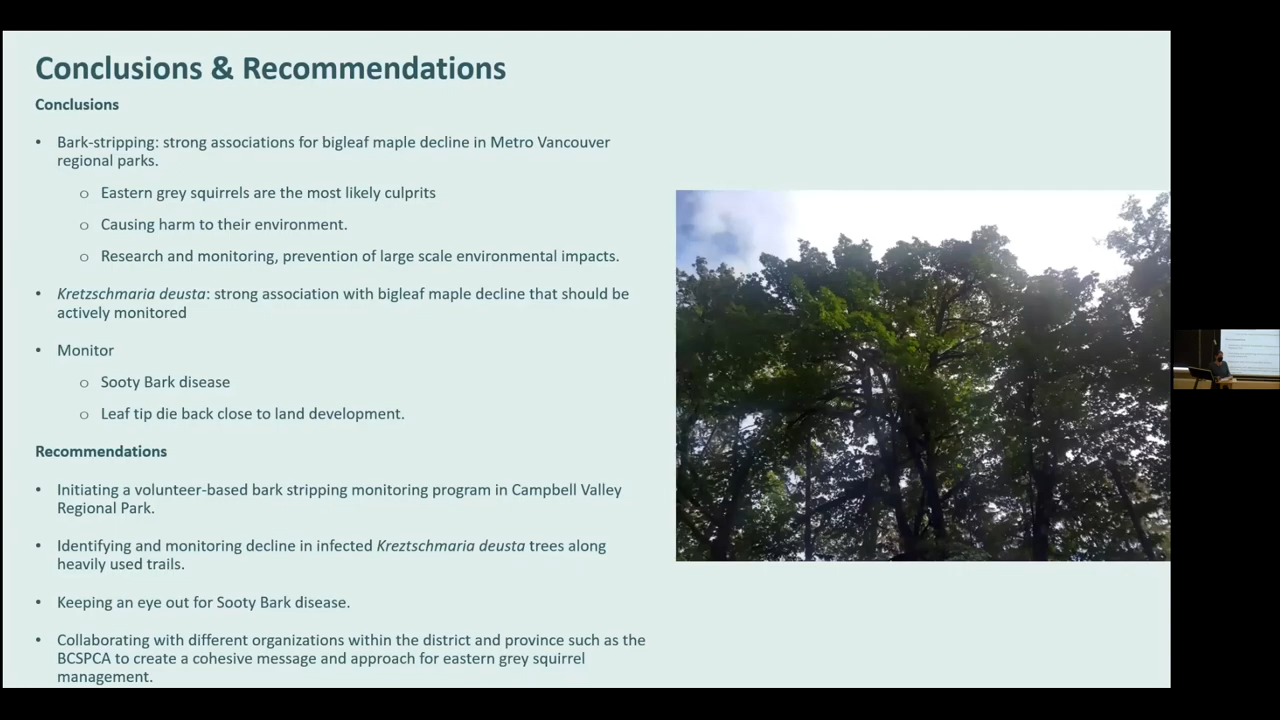 Conclusions & Recommendations
Conclusions
• Bark-stripping: strong associations for bigleaf maple decline in Metro Vancouver
regional parks.
o Eastern grey squirrels are the most likely culprits
o Causing harm to their environment.
o Research and monitoring, prevention of large scale environmental impacts.
• Kretzschmaria deusta: strong association with bigleaf maple decline that should be
actively monitored
• Monitor
o Sooty Bark disease
o Leaf tip die back close to land development.
Recommendations
• Initiating a volunteer-based bark stripping monitoring program in Campbell Valley
Regional Park.
• Identifying and monitoring decline in infected Kreztschmaria deusta trees along
heavily used trails.
• Keeping an eye out for Sooty Bark disease.
• Collaborating with different organizations within the district and province such as the
BCSPCA to create a cohesive message and approach for eastern grey squirrel
management.